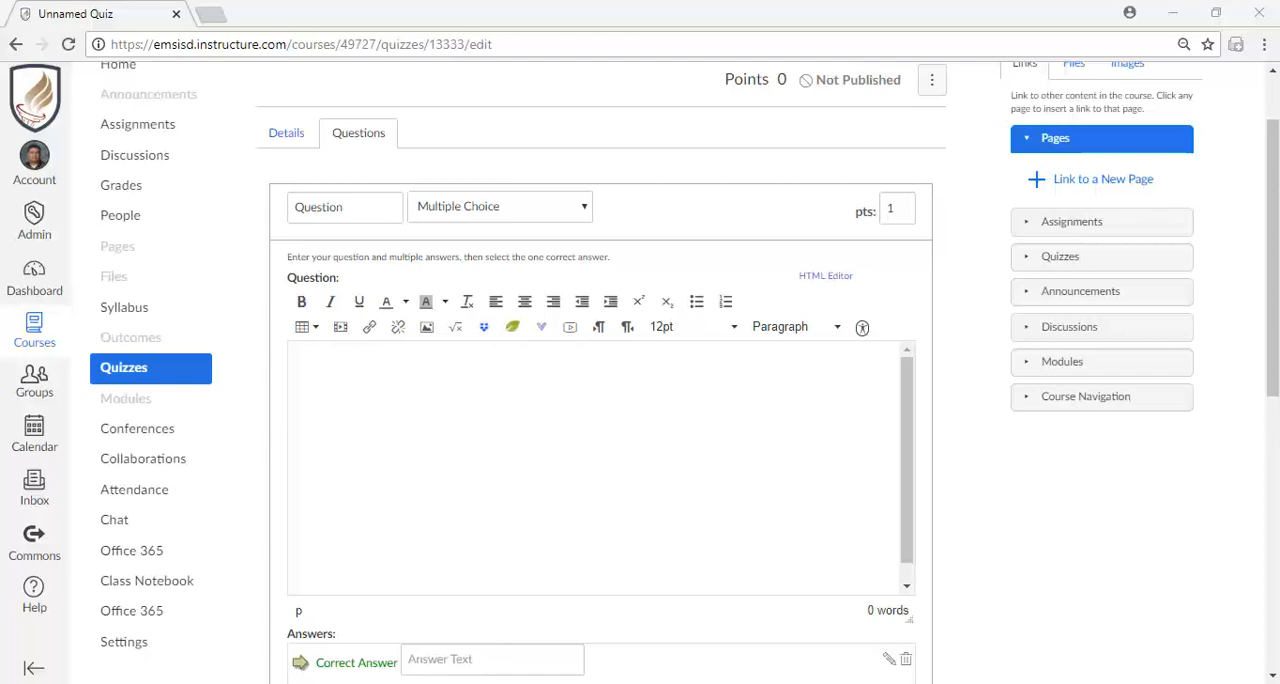 Unnamed Quiz
https://emsisd.instructure.com/courses/49727/quizzes/13333/edit
Account
Admin
Dashboard
Courses
Groups
Calendar
Inbox
Commons
Help
Home
Announcements
Assignments
Discussions
Grades
People
Pages
Files
Syllabus
Outcomes
Quizzes
Modules
Conferences
Collaborations
Attendance
Chat
Office 365
Class Notebook
Office 365
Settings
Points 0 Not Published
Details Questions
Question Multiple Choice pts: 1
Enter your question and multiple answers, then select the one correct answer.
Question: HTML Editor
12pt Paragraph
p 0 words
Answers:
Correct Answer Answer Text
Links Files Images
Link to other content in the course. Click any
page to insert a link to that page.
Pages
Link to a New Page
Assignments
Quizzes
Announcements
Discussions
Modules
Course Navigation